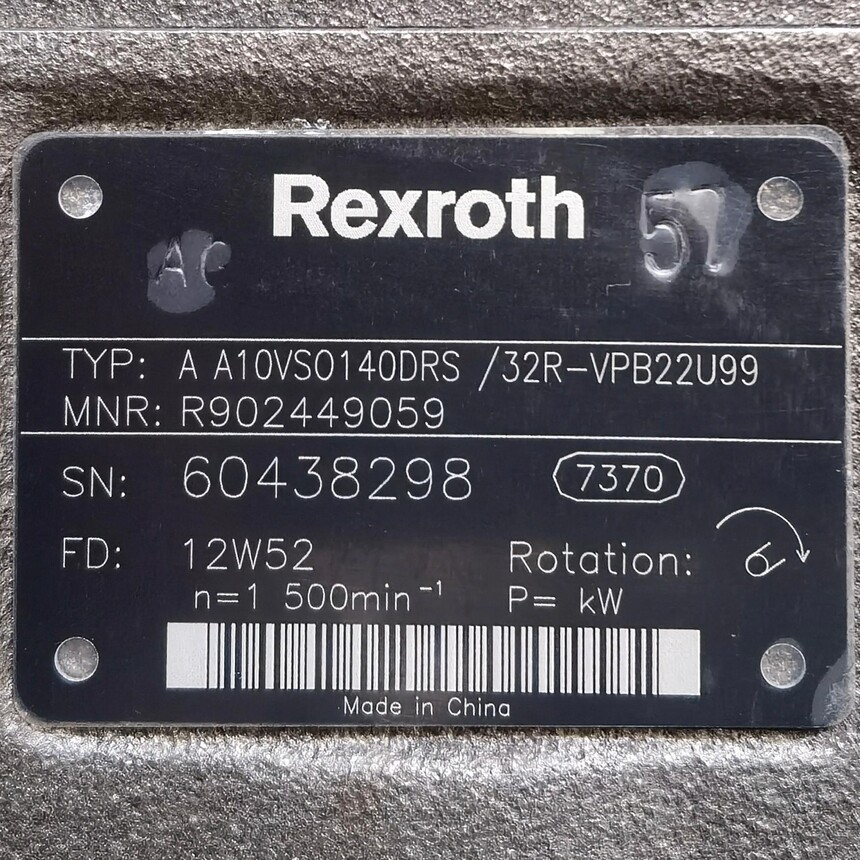 Rexroth
57
AC
TYP: A A10VSO140DRS /32R-VPB22U99
MNR: R902449059
SN: 60438298 7370
FD: 12W52 Rotation:
n=1 500min⁻¹ P= kW
Made in China